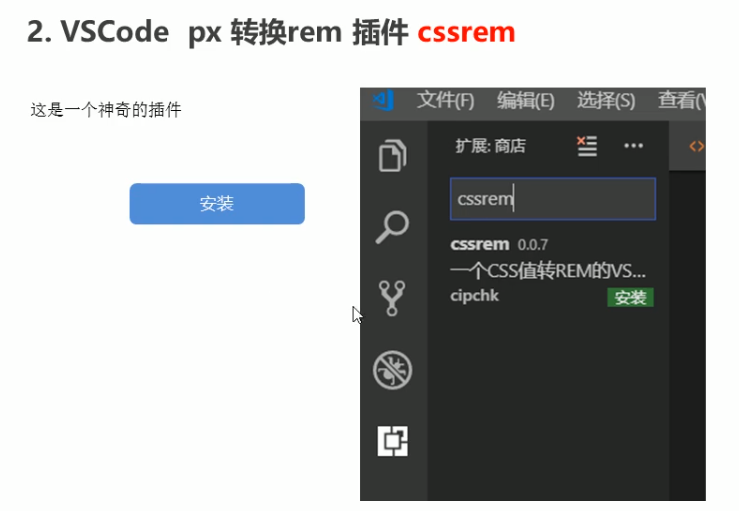 2. VSCode px 转换rem 插件 cssrem
这是一个神奇的插件
安装
文件(F) 编辑(E) 选择(S) 查看(V
扩展: 商店
cssrem
cssrem 0.0.7
一个CSS值转REM的VS...
cipchk 安装